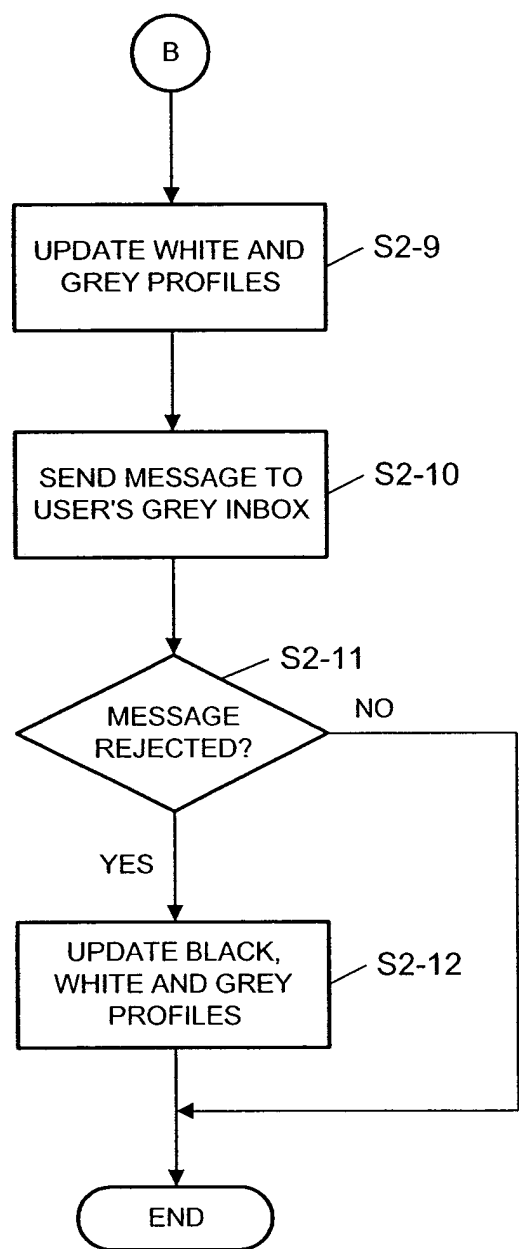 B
UPDATE WHITE AND
GREY PROFILES
S2-9
SEND MESSAGE TO
USER'S GREY INBOX
S2-10
S2-11
MESSAGE
REJECTED?
NO
YES
UPDATE BLACK,
WHITE AND GREY
PROFILES
S2-12
END